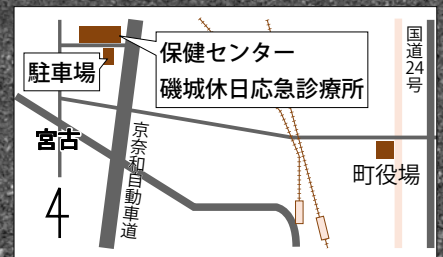 保健センター
磯城休日応急診療所
駐車場
国道24号
宮古
京奈和自動車道
町役場